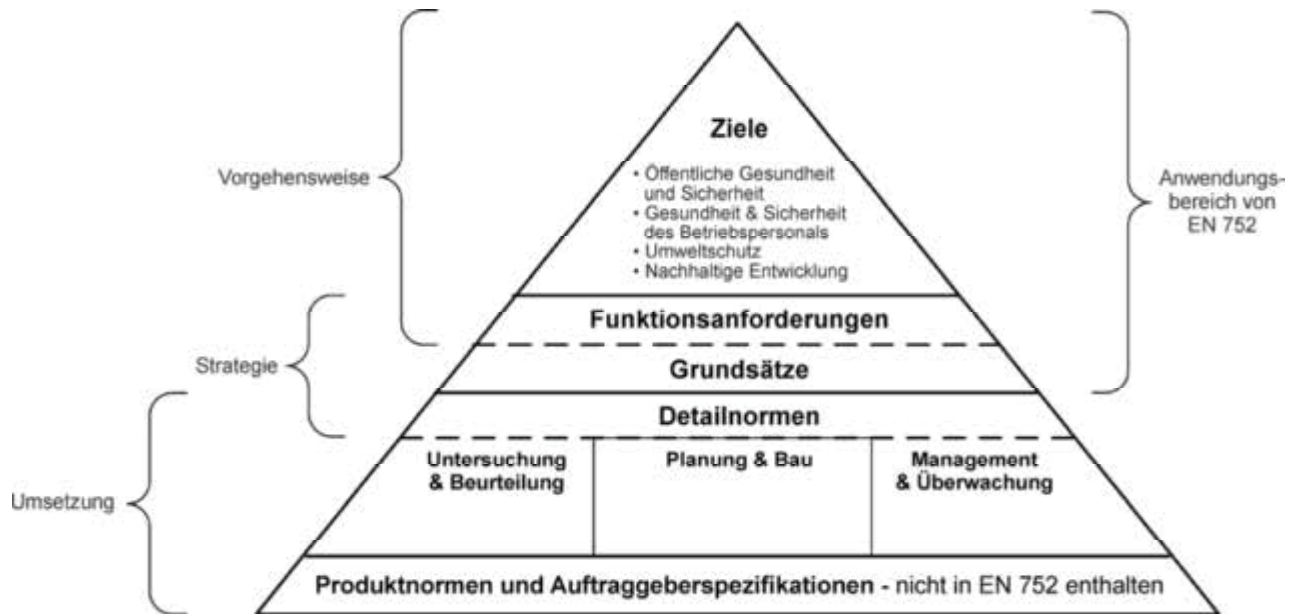 Ziele
• Öffentliche Gesundheit
und Sicherheit
• Gesundheit & Sicherheit
des Betriebspersonals
• Umweltschutz
• Nachhaltige Entwicklung
Vorgehensweise
Anwendungs-
bereich von
EN 752
Funktionsanforderungen
Strategie
Grundsätze
Detailnormen
Untersuchung
& Beurteilung
Planung & Bau
Management
& Überwachung
Umsetzung
Produktnormen und Auftraggeberspezifikationen - nicht in EN 752 enthalten